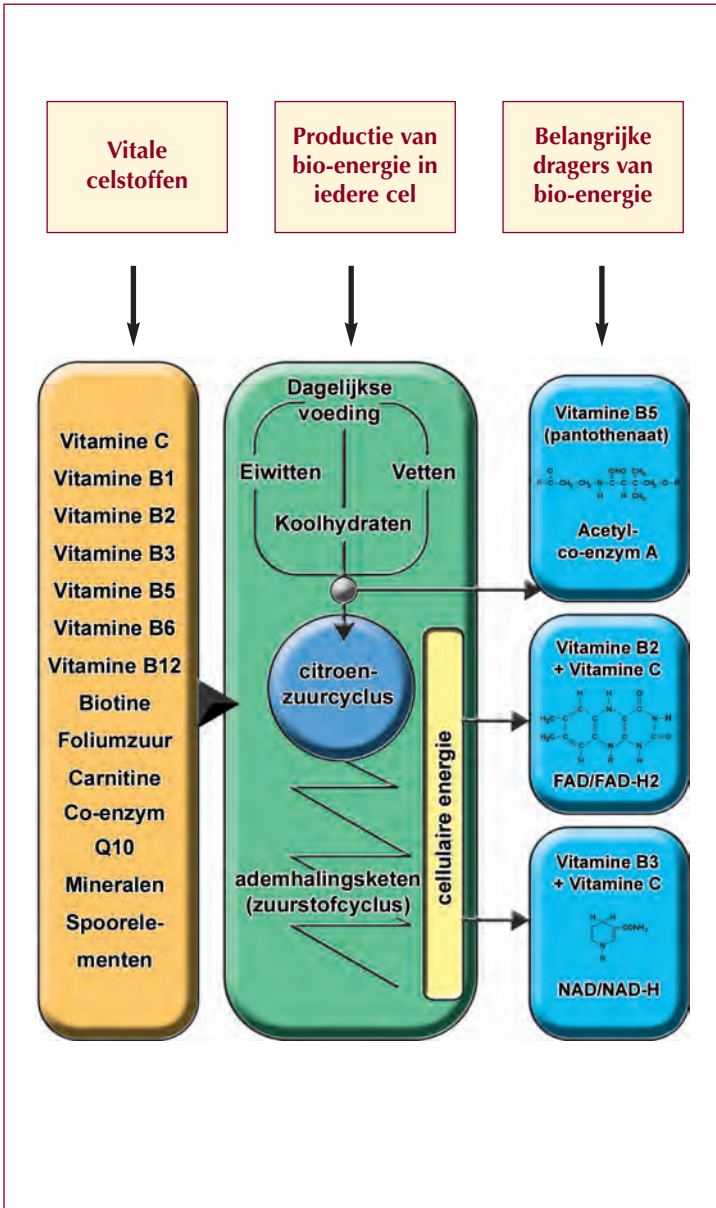 Vitale
celstoffen
Productie van
bio-energie in
iedere cel
Belangrijke
dragers van
bio-energie
Vitamine C
Vitamine B1
Vitamine B2
Vitamine B3
Vitamine B5
Vitamine B6
Vitamine B12
Biotine
Foliumzuur
Carnitine
Co-enzym
Q10
Mineralen
Spoorele-
menten
Dagelijkse
voeding
Eiwitten
Vetten
Koolhydraten
citroen-
zuurcyclus
ademhalingsketen
(zuurstofcyclus)
cellulaire energie
Vitamine B5
(pantothenaat)
Acetyl-
co-enzym A
Vitamine B2
+ Vitamine C
FAD/FAD-H2
Vitamine B3
+ Vitamine C
NAD/NAD-H